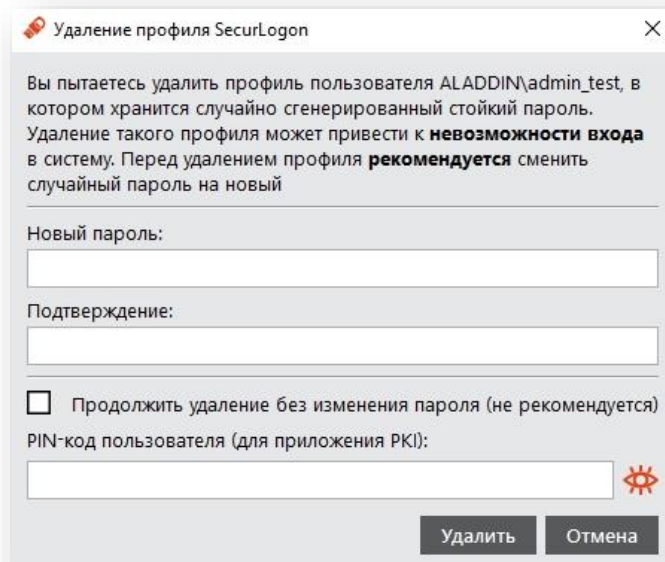 Удаление профиля SecurLogon
Вы пытаетесь удалить профиль пользователя ALADDIN\admin_test, в
котором хранится случайно сгенерированный стойкий пароль.
Удаление такого профиля может привести к невозможности входа
в систему. Перед удалением профиля рекомендуется сменить
случайный пароль на новый
Новый пароль:
Подтверждение:
Продолжить удаление без изменения пароля (не рекомендуется)
PIN-код пользователя (для приложения PKI):
Удалить Отмена